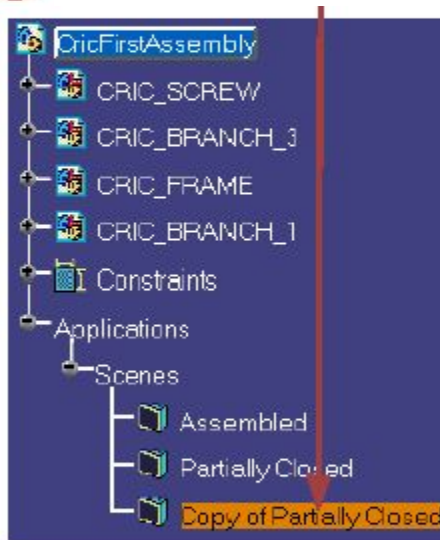 CricFirstAssembly
CRIC_SCREW
CRIC_BRANCH_3
CRIC_FRAME
CRIC_BRANCH_1
Constraints
Applications
Scenes
Assembled
Partially Closed
Copy of Partially Closed